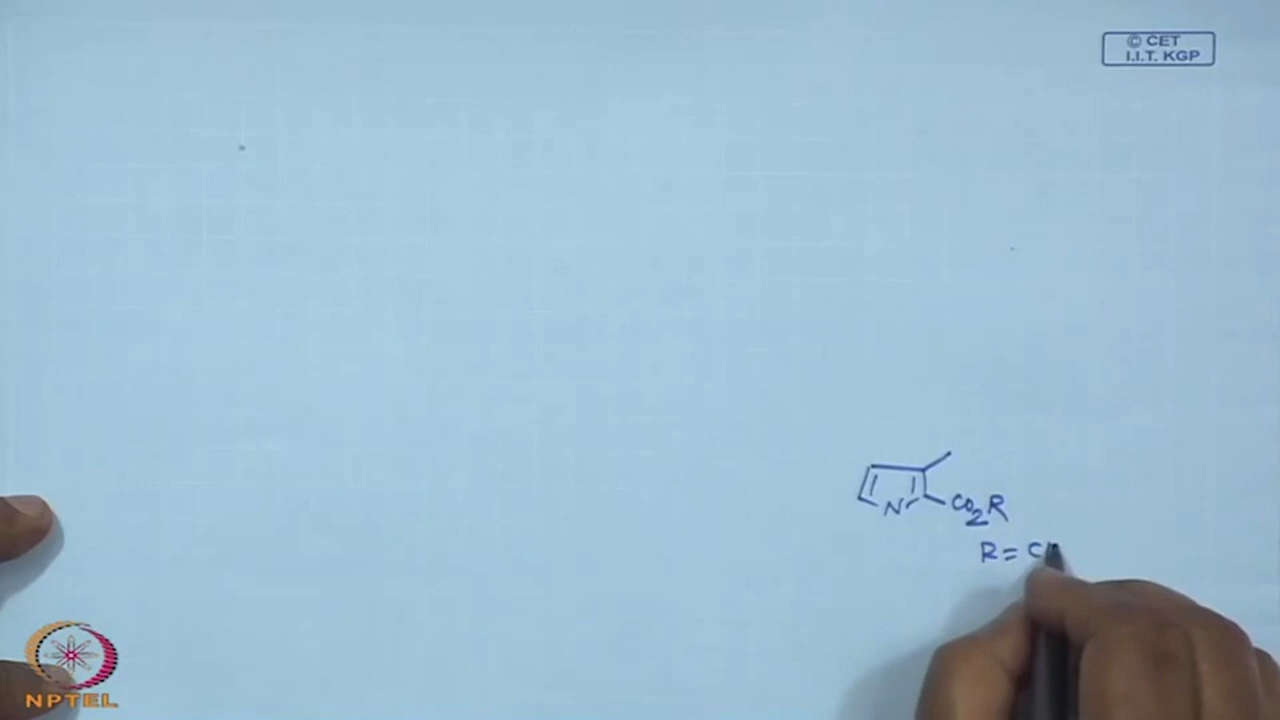 © CET
I.I.T. KGP
N CO2R
R = C
NPTEL